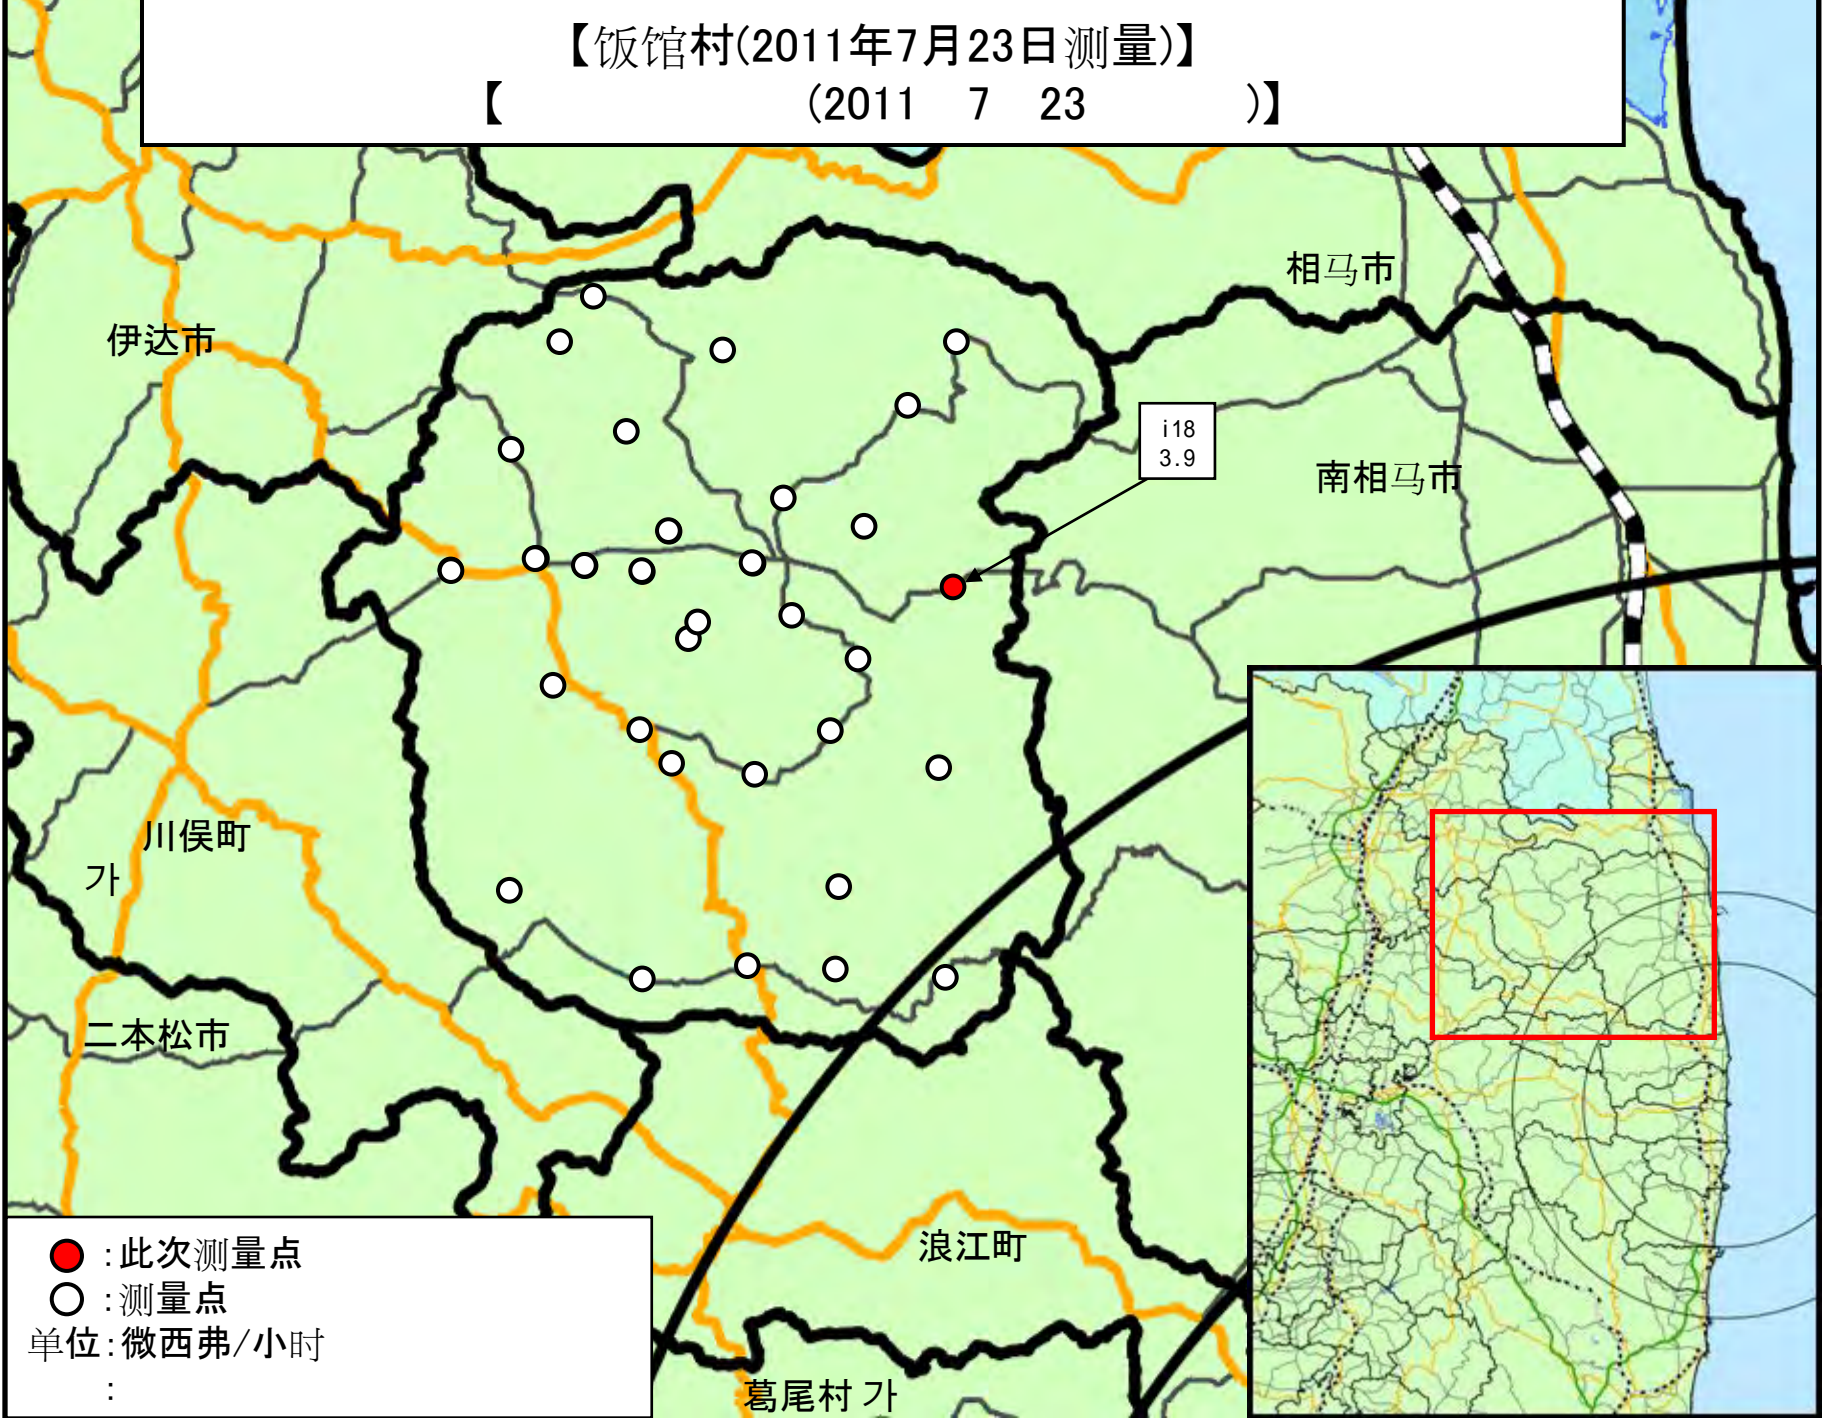 【饭馆村(2011年7月23日测量)】
【 (2011 7 23 )】
相马市
伊达市
i18
3.9
南相马市
川俣町
가
二本松市
浪江町
:此次测量点
:测量点
单位:微西弗/小时
:
葛尾村 가